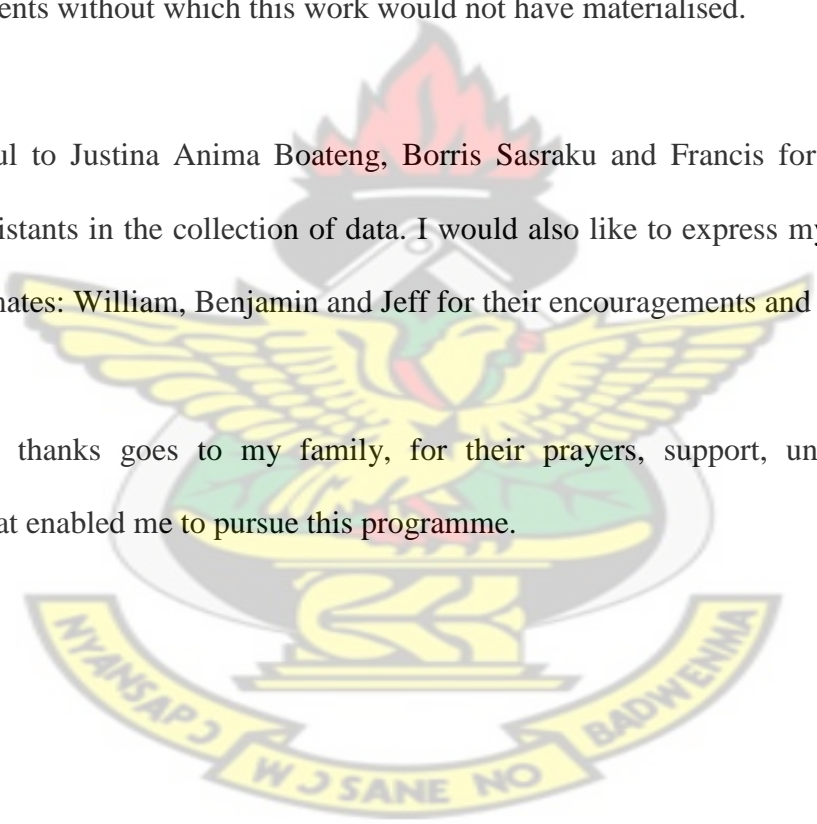 ents without which this work would not have materialised.
ul to Justina Anima Boateng, Borris Sasraku and Francis for
istants in the collection of data. I would also like to express my
nates: William, Benjamin and Jeff for their encouragements and
thanks goes to my family, for their prayers, support, un
at enabled me to pursue this programme.
NYANSAPƆ
WƆSANE NO
BADWENMA